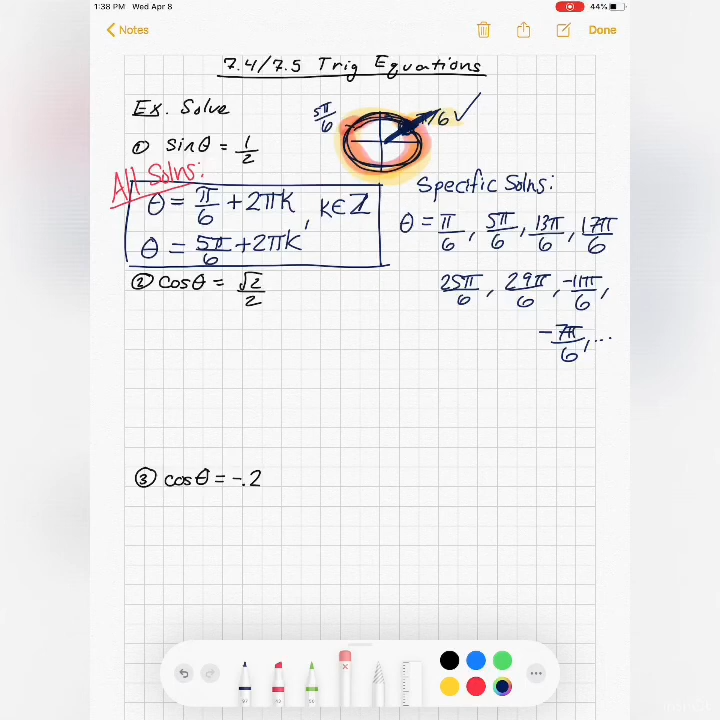 1:38 PM Wed Apr 8
44%
Notes
Done
7.4/7.5 Trig Equations
Ex. Solve
5π/6
π/6 ✓
① sinθ = 1/2
All Solns:
θ = π/6 + 2πk
, k∈ℤ
θ = 5π/6 + 2πk
Specific Solns:
θ = π/6, 5π/6, 13π/6, 17π/6
25π/6, 29π/6, -11π/6,
-7π/6, ...
② cosθ = √2/2
③ cosθ = -.2